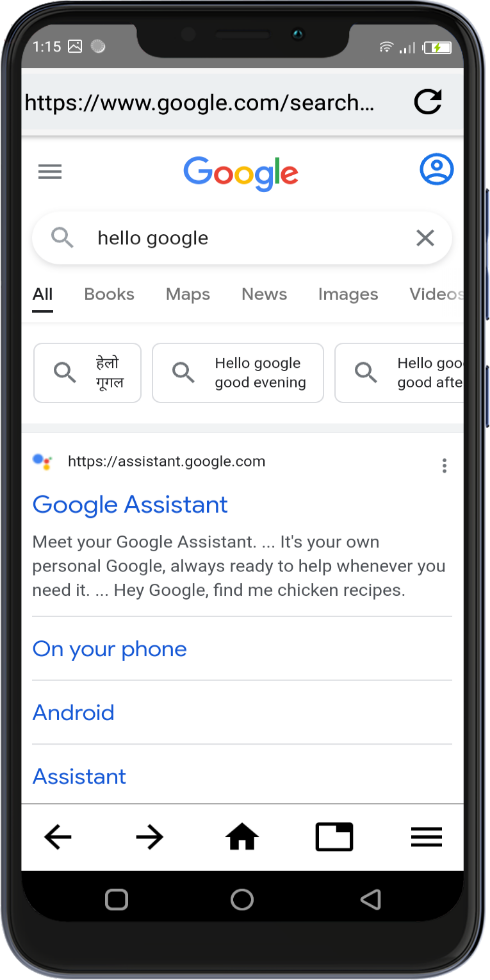 1:15
https://www.google.com/search...
Google
hello google
All Books Maps News Images Videos
हेलो
गूगल
Hello google
good evening
Hello goo
good afte
https://assistant.google.com
Google Assistant
Meet your Google Assistant. ... It's your own
personal Google, always ready to help whenever you
need it. ... Hey Google, find me chicken recipes.
On your phone
Android
Assistant